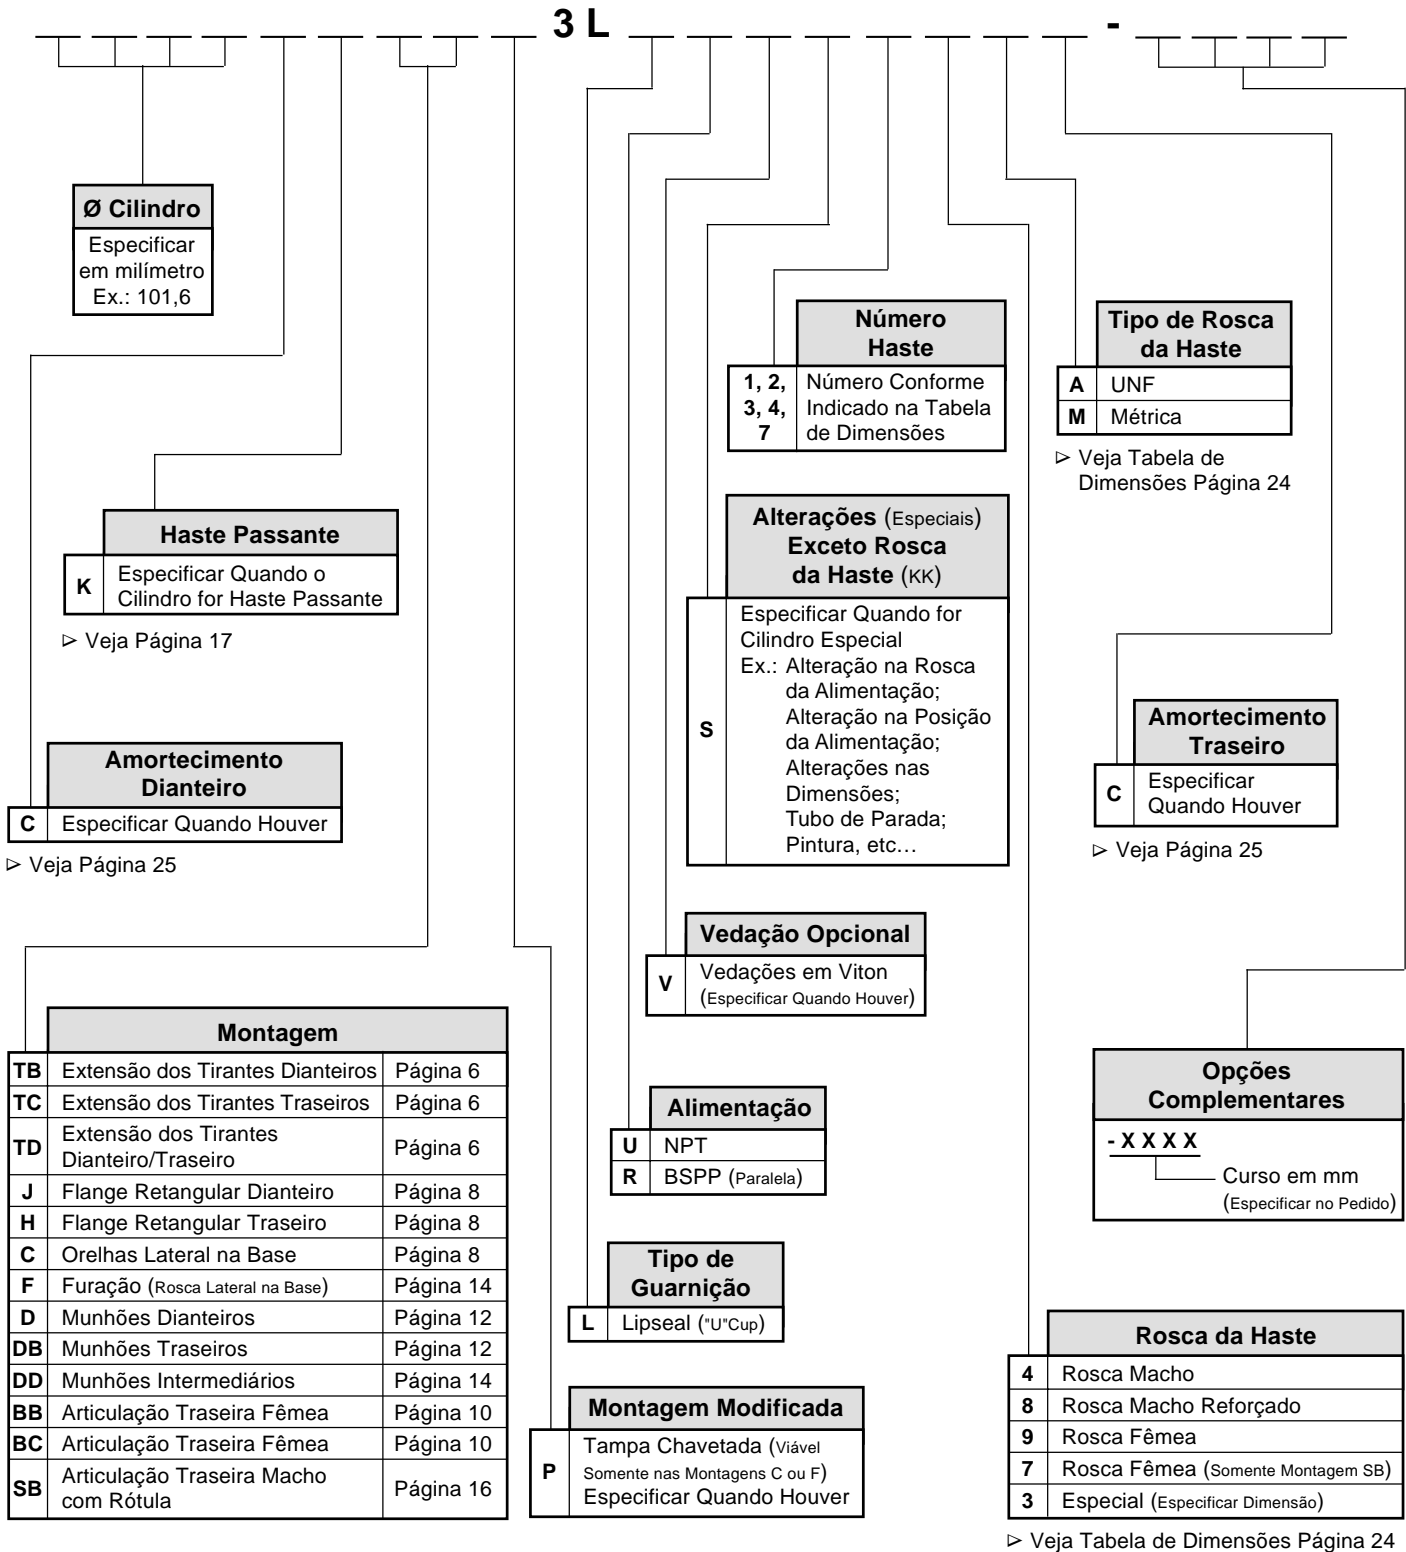 3 L -
Ø Cilindro
Especificar
em milímetro
Ex.: 101,6
Número
Haste
1, 2,
3, 4,
7
Número Conforme
Indicado na Tabela
de Dimensões
Tipo de Rosca
da Haste
A UNF
M Métrica
▷ Veja Tabela de
Dimensões Página 24
Haste Passante
K
Especificar Quando o
Cilindro for Haste Passante
▷ Veja Página 17
Alterações (Especiais)
Exceto Rosca
da Haste (KK)
S
Especificar Quando for
Cilindro Especial
Ex.: Alteração na Rosca
da Alimentação;
Alteração na Posição
da Alimentação;
Alterações nas
Dimensões;
Tubo de Parada;
Pintura, etc…
Amortecimento
Dianteiro
C Especificar Quando Houver
▷ Veja Página 25
Amortecimento
Traseiro
C
Especificar
Quando Houver
▷ Veja Página 25
Vedação Opcional
V
Vedações em Viton
(Especificar Quando Houver)
Montagem
TB Extensão dos Tirantes Dianteiros Página 6
TC Extensão dos Tirantes Traseiros Página 6
TD Extensão dos Tirantes
Dianteiro/Traseiro Página 6
J Flange Retangular Dianteiro Página 8
H Flange Retangular Traseiro Página 8
C Orelhas Lateral na Base Página 8
F Furação (Rosca Lateral na Base) Página 14
D Munhões Dianteiros Página 12
DB Munhões Traseiros Página 12
DD Munhões Intermediários Página 14
BB Articulação Traseira Fêmea Página 10
BC Articulação Traseira Fêmea Página 10
SB Articulação Traseira Macho
com Rótula Página 16
Alimentação
U NPT
R BSPP (Paralela)
Opções
Complementares
- X X X X
Curso em mm
(Especificar no Pedido)
Tipo de
Guarnição
L Lipseal ("U"Cup)
Montagem Modificada
P
Tampa Chavetada (Viável
Somente nas Montagens C ou F)
Especificar Quando Houver
Rosca da Haste
4 Rosca Macho
8 Rosca Macho Reforçado
9 Rosca Fêmea
7 Rosca Fêmea (Somente Montagem SB)
3 Especial (Especificar Dimensão)
▷ Veja Tabela de Dimensões Página 24